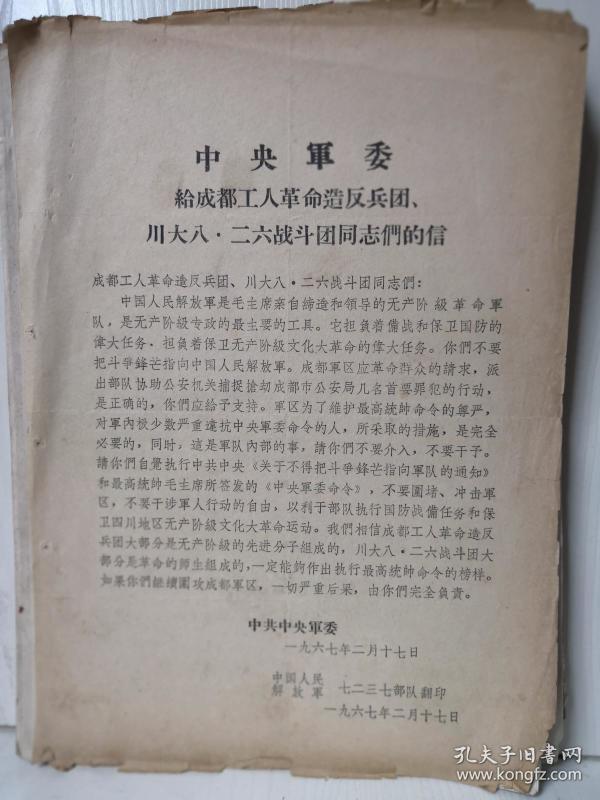 中央軍委
給成都工人革命造反兵团、
川大八·二六战斗团同志們的信
成都工人革命造反兵团、川大八·二六战斗团同志們：
中国人民解放軍是毛主席亲自締造和领导的无产阶級革命軍
队，是无产阶級专政的最主要的工具。它担負着備战和保卫国防的
偉大任务、担負着保卫无产阶級文化大革命的偉大任务。你們不要
把斗爭鋒芒指向中国人民解放軍。成都軍区应革命群众的請求，派
出部队协助公安机关捕捉搶劫成都市公安局几名首要罪犯的行动，
是正确的，你們应給予支持。軍区为了維护最高統帥命令的尊严，
对軍內极少数严重違抗中央軍委命令的人，所采取的措施，是完全
必要的，同时，這是軍队內部的事，請你們不要介入，不要干予。
請你們自覺执行中共中央《关于不得把斗爭鋒芒指向軍队的通知》
和最高統帥毛主席所签发的《中央軍委命令》，不要圍堵、冲击軍
区，不要干涉軍人行动的自由，以利于部队执行国防战備任务和保
卫四川地区无产阶級文化大革命运动。我們相信成都工人革命造反
兵团大部分是无产阶級的先进分子組成的，川大八·二六战斗团大
部分是革命的师生組成的，一定能夠作出执行最高統帥命令的榜样。
如果你們継續圍攻成都軍区，一切严重后果，由你們完全負責。
中共中央軍委
一九六七年二月十七日
中国人民
解放軍 七二三七部队翻印
一九六七年二月十七日
孔夫子旧書网
www.kongfz.com